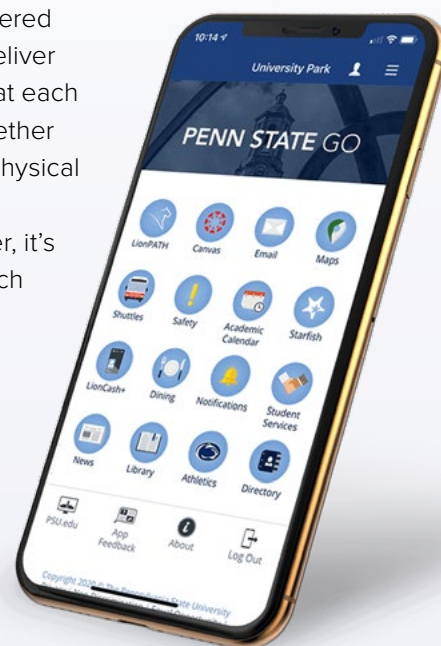 ered
eliver
at each
ether
physical
er, it's
ch
10:14
University Park
PENN STATE GO
LionPATH
Canvas
Email
Maps
Shuttles
Safety
Academic
Calendar
Starfish
LionCash+
Dining
Notifications
Student
Services
News
Library
Athletics
Directory
PSU.edu
App
Feedback
About
Log Out
Copyright 2020 © The Pennsylvania State University